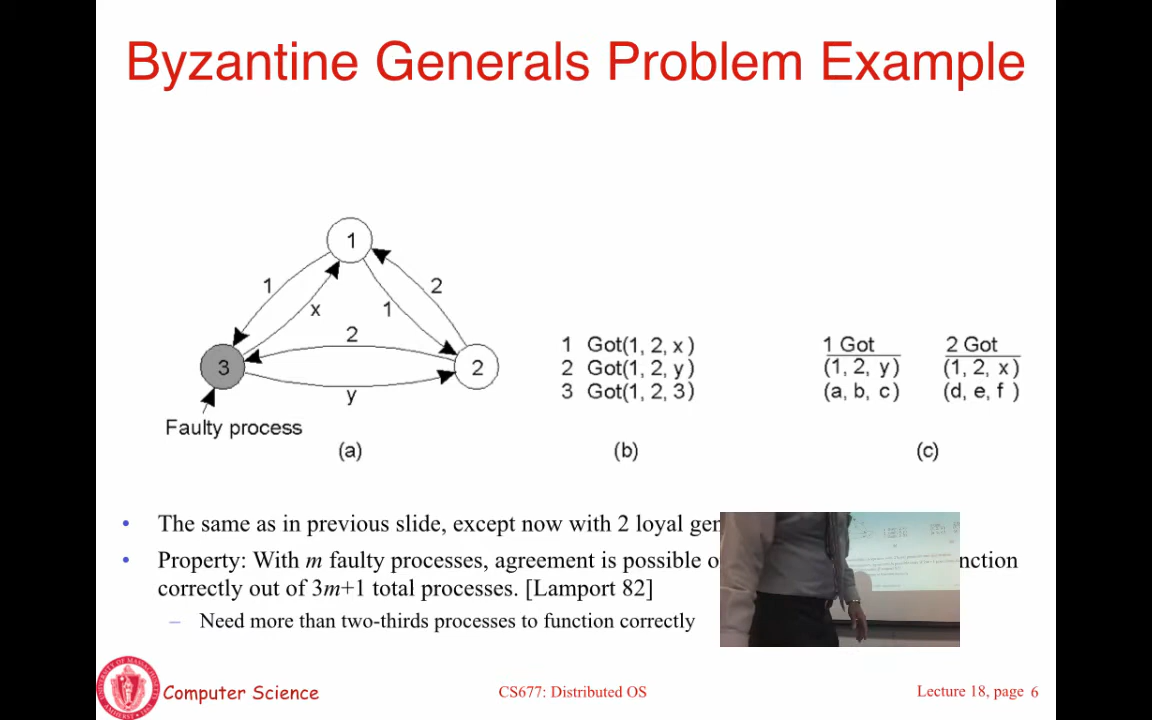 Byzantine Generals Problem Example
1
1
x
1
2
2
3
2
y
Faulty process
(a)
1 Got(1, 2, x)
2 Got(1, 2, y)
3 Got(1, 2, 3)
(b)
1 Got 2 Got
(1, 2, y) (1, 2, x)
(a, b, c) (d, e, f )
(c)
• The same as in previous slide, except now with 2 loyal
• Property: With m faulty processes, agreement is possible
correctly out of 3m+1 total processes. [Lamport 82]
– Need more than two-thirds processes to function correctly
Computer Science CS677: Distributed OS Lecture 18, page 6